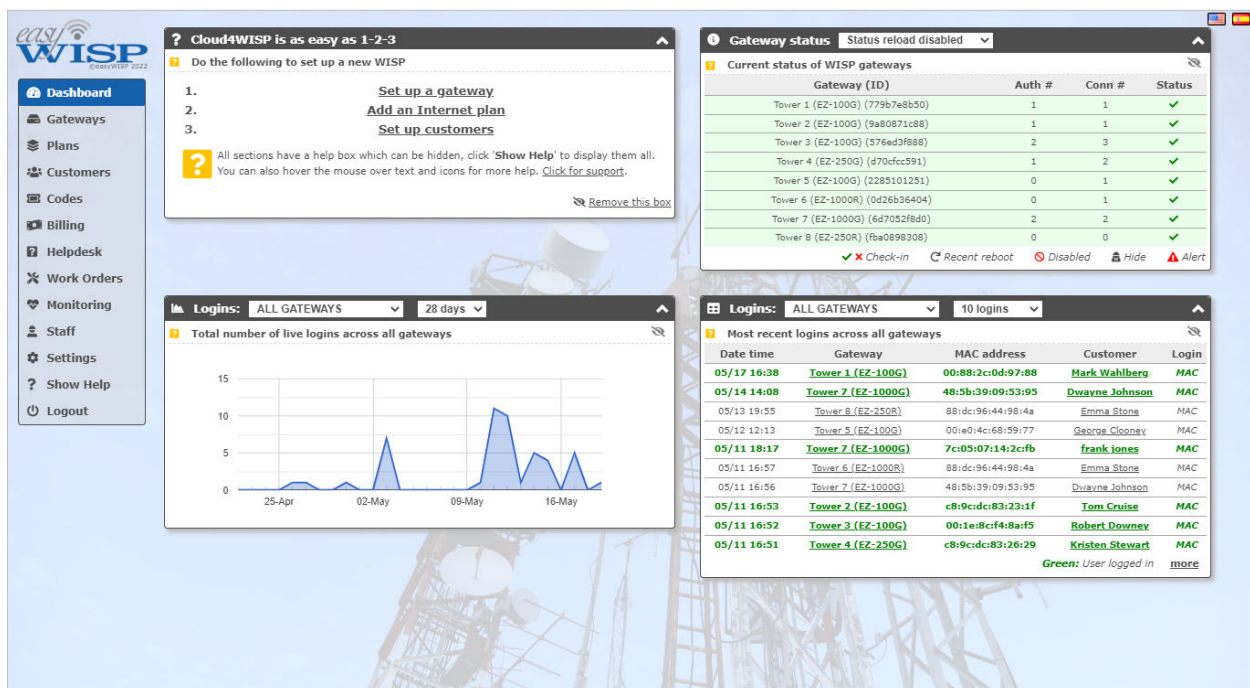 easy
WISP
©easyWISP 2022
Dashboard
Gateways
Plans
Customers
Codes
Billing
Helpdesk
Work Orders
Monitoring
Staff
Settings
Show Help
Logout
Cloud4WISP is as easy as 1-2-3
Do the following to set up a new WISP
1. Set up a gateway
2. Add an Internet plan
3. Set up customers
All sections have a help box which can be hidden, click 'Show Help' to display them all.
You can also hover the mouse over text and icons for more help. Click for support.
Remove this box
Gateway status Status reload disabled
Current status of WISP gateways
Gateway (ID) Auth # Conn # Status
Tower 1 (EZ-100G) (779b7e8b50) 1 1
Tower 2 (EZ-100G) (9a80871c88) 1 1
Tower 3 (EZ-100G) (576ed3f888) 2 3
Tower 4 (EZ-250G) (d70cfcc591) 1 2
Tower 5 (EZ-100G) (2285101251) 0 1
Tower 6 (EZ-1000R) (0d26b36404) 0 1
Tower 7 (EZ-1000G) (6d7052f8d0) 2 2
Tower 8 (EZ-250R) (fba0898308) 0 0
Check-in Recent reboot Disabled Hide Alert
Logins: ALL GATEWAYS 28 days
Total number of live logins across all gateways
15
10
5
0
25-Apr 02-May 09-May 16-May
Logins: ALL GATEWAYS 10 logins
Most recent logins across all gateways
Date time Gateway MAC address Customer Login
05/17 16:38 Tower 1 (EZ-100G) 00:88:2c:0d:97:88 Mark Wahlberg MAC
05/14 14:08 Tower 7 (EZ-1000G) 48:5b:39:09:53:95 Dwayne Johnson MAC
05/13 19:55 Tower 8 (EZ-250R) 88:dc:96:44:98:4a Emma Stone MAC
05/12 12:13 Tower 5 (EZ-100G) 00:e0:4c:68:59:77 George Clooney MAC
05/11 18:17 Tower 7 (EZ-1000G) 7c:05:07:14:2c:fb frank jones MAC
05/11 16:57 Tower 6 (EZ-1000R) 88:dc:96:44:98:4a Emma Stone MAC
05/11 16:56 Tower 7 (EZ-1000G) 48:5b:39:09:53:95 Dwayne Johnson MAC
05/11 16:53 Tower 2 (EZ-100G) c8:9c:dc:83:23:1f Tom Cruise MAC
05/11 16:52 Tower 3 (EZ-100G) 00:1e:8c:f4:8a:f5 Robert Downey MAC
05/11 16:51 Tower 4 (EZ-250G) c8:9c:dc:83:26:29 Kristen Stewart MAC
Green: User logged in more